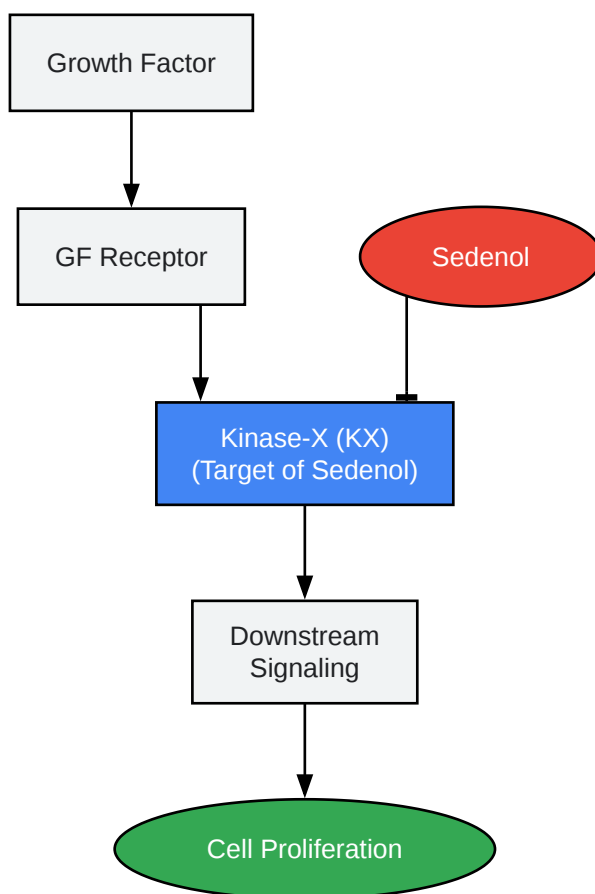 Growth Factor
GF Receptor
Sedenol
Kinase-X (KX)
(Target of Sedenol)
Downstream
Signaling
Cell Proliferation